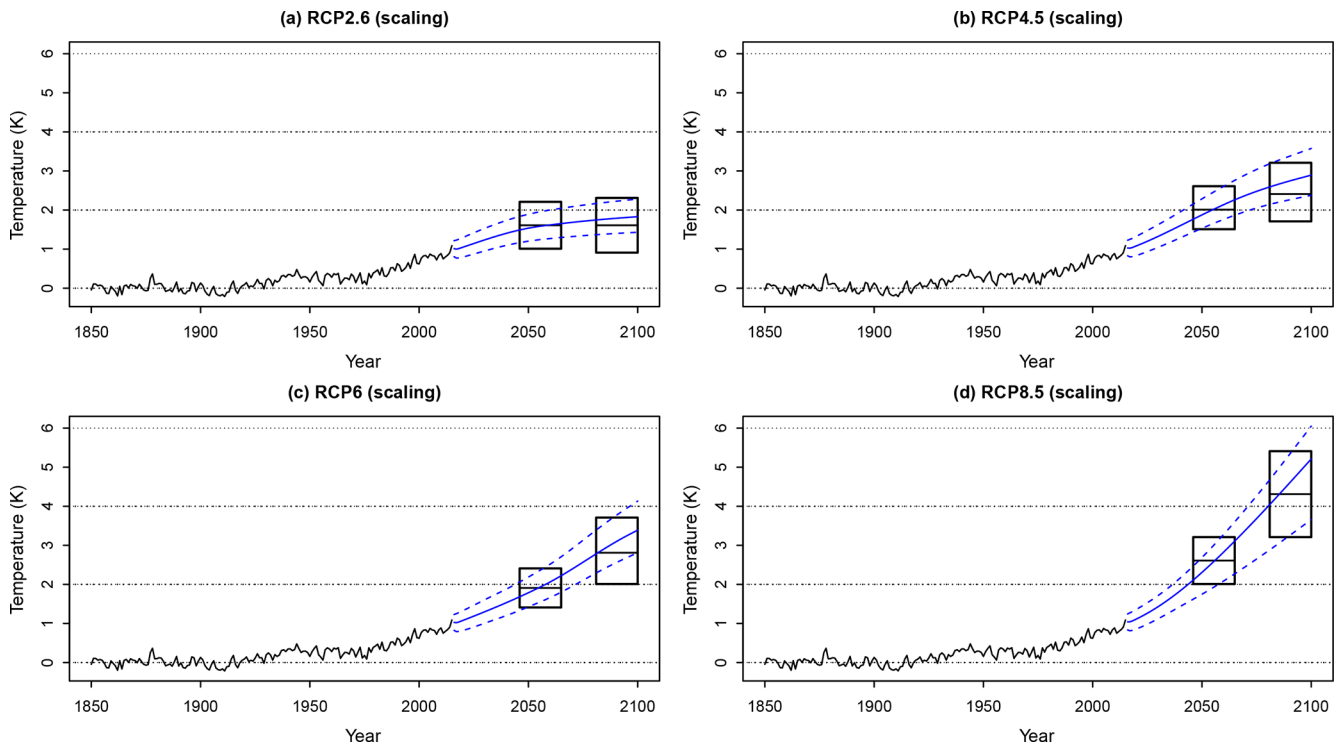 (a) RCP2.6 (scaling)
Temperature (K)
6
5
4
3
2
1
0
1850 1900 1950 2000 2050 2100
Year
(b) RCP4.5 (scaling)
Temperature (K)
6
5
4
3
2
1
0
1850 1900 1950 2000 2050 2100
Year
(c) RCP6 (scaling)
Temperature (K)
6
5
4
3
2
1
0
1850 1900 1950 2000 2050 2100
Year
(d) RCP8.5 (scaling)
Temperature (K)
6
5
4
3
2
1
0
1850 1900 1950 2000 2050 2100
Year